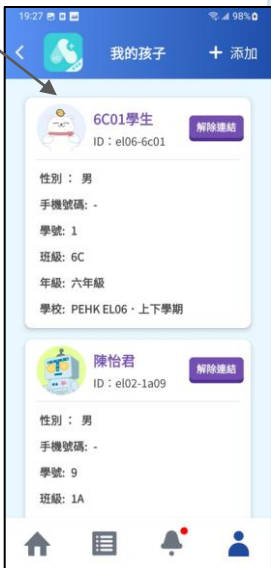 19:27
98%
我的孩子
+ 添加
6C01學生
ID：el06-6c01
解除連結
性別： 男
手機號碼: -
學號: 1
班級: 6C
年級: 六年級
學校: PEHK EL06・上下學期
陳怡君
ID：el02-1a09
解除連結
性別： 男
手機號碼: -
學號: 9
班級: 1A